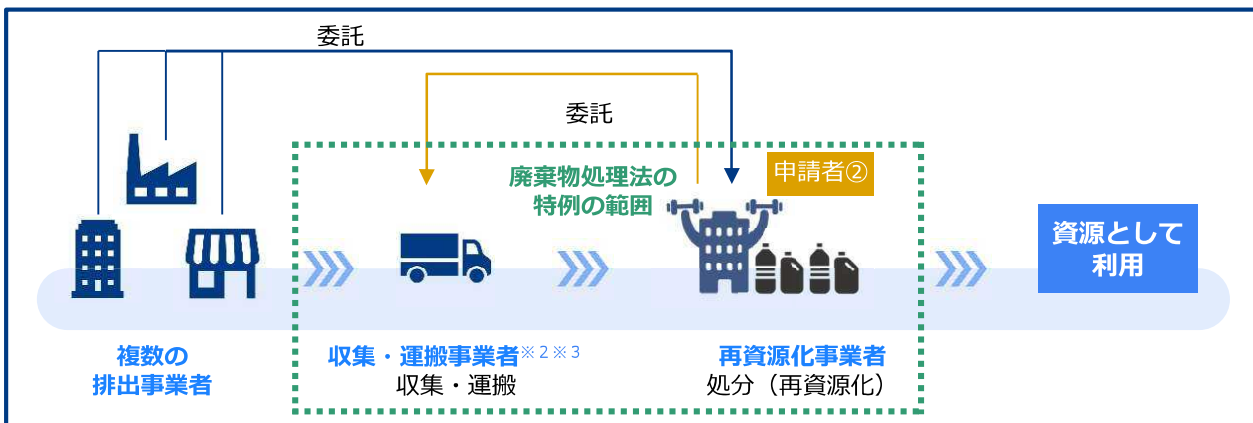 委託
委託
廃棄物処理法の
特例の範囲
申請者②
資源として
利用
複数の
排出事業者
収集・運搬事業者※2※3
収集・運搬
再資源化事業者
処分（再資源化）